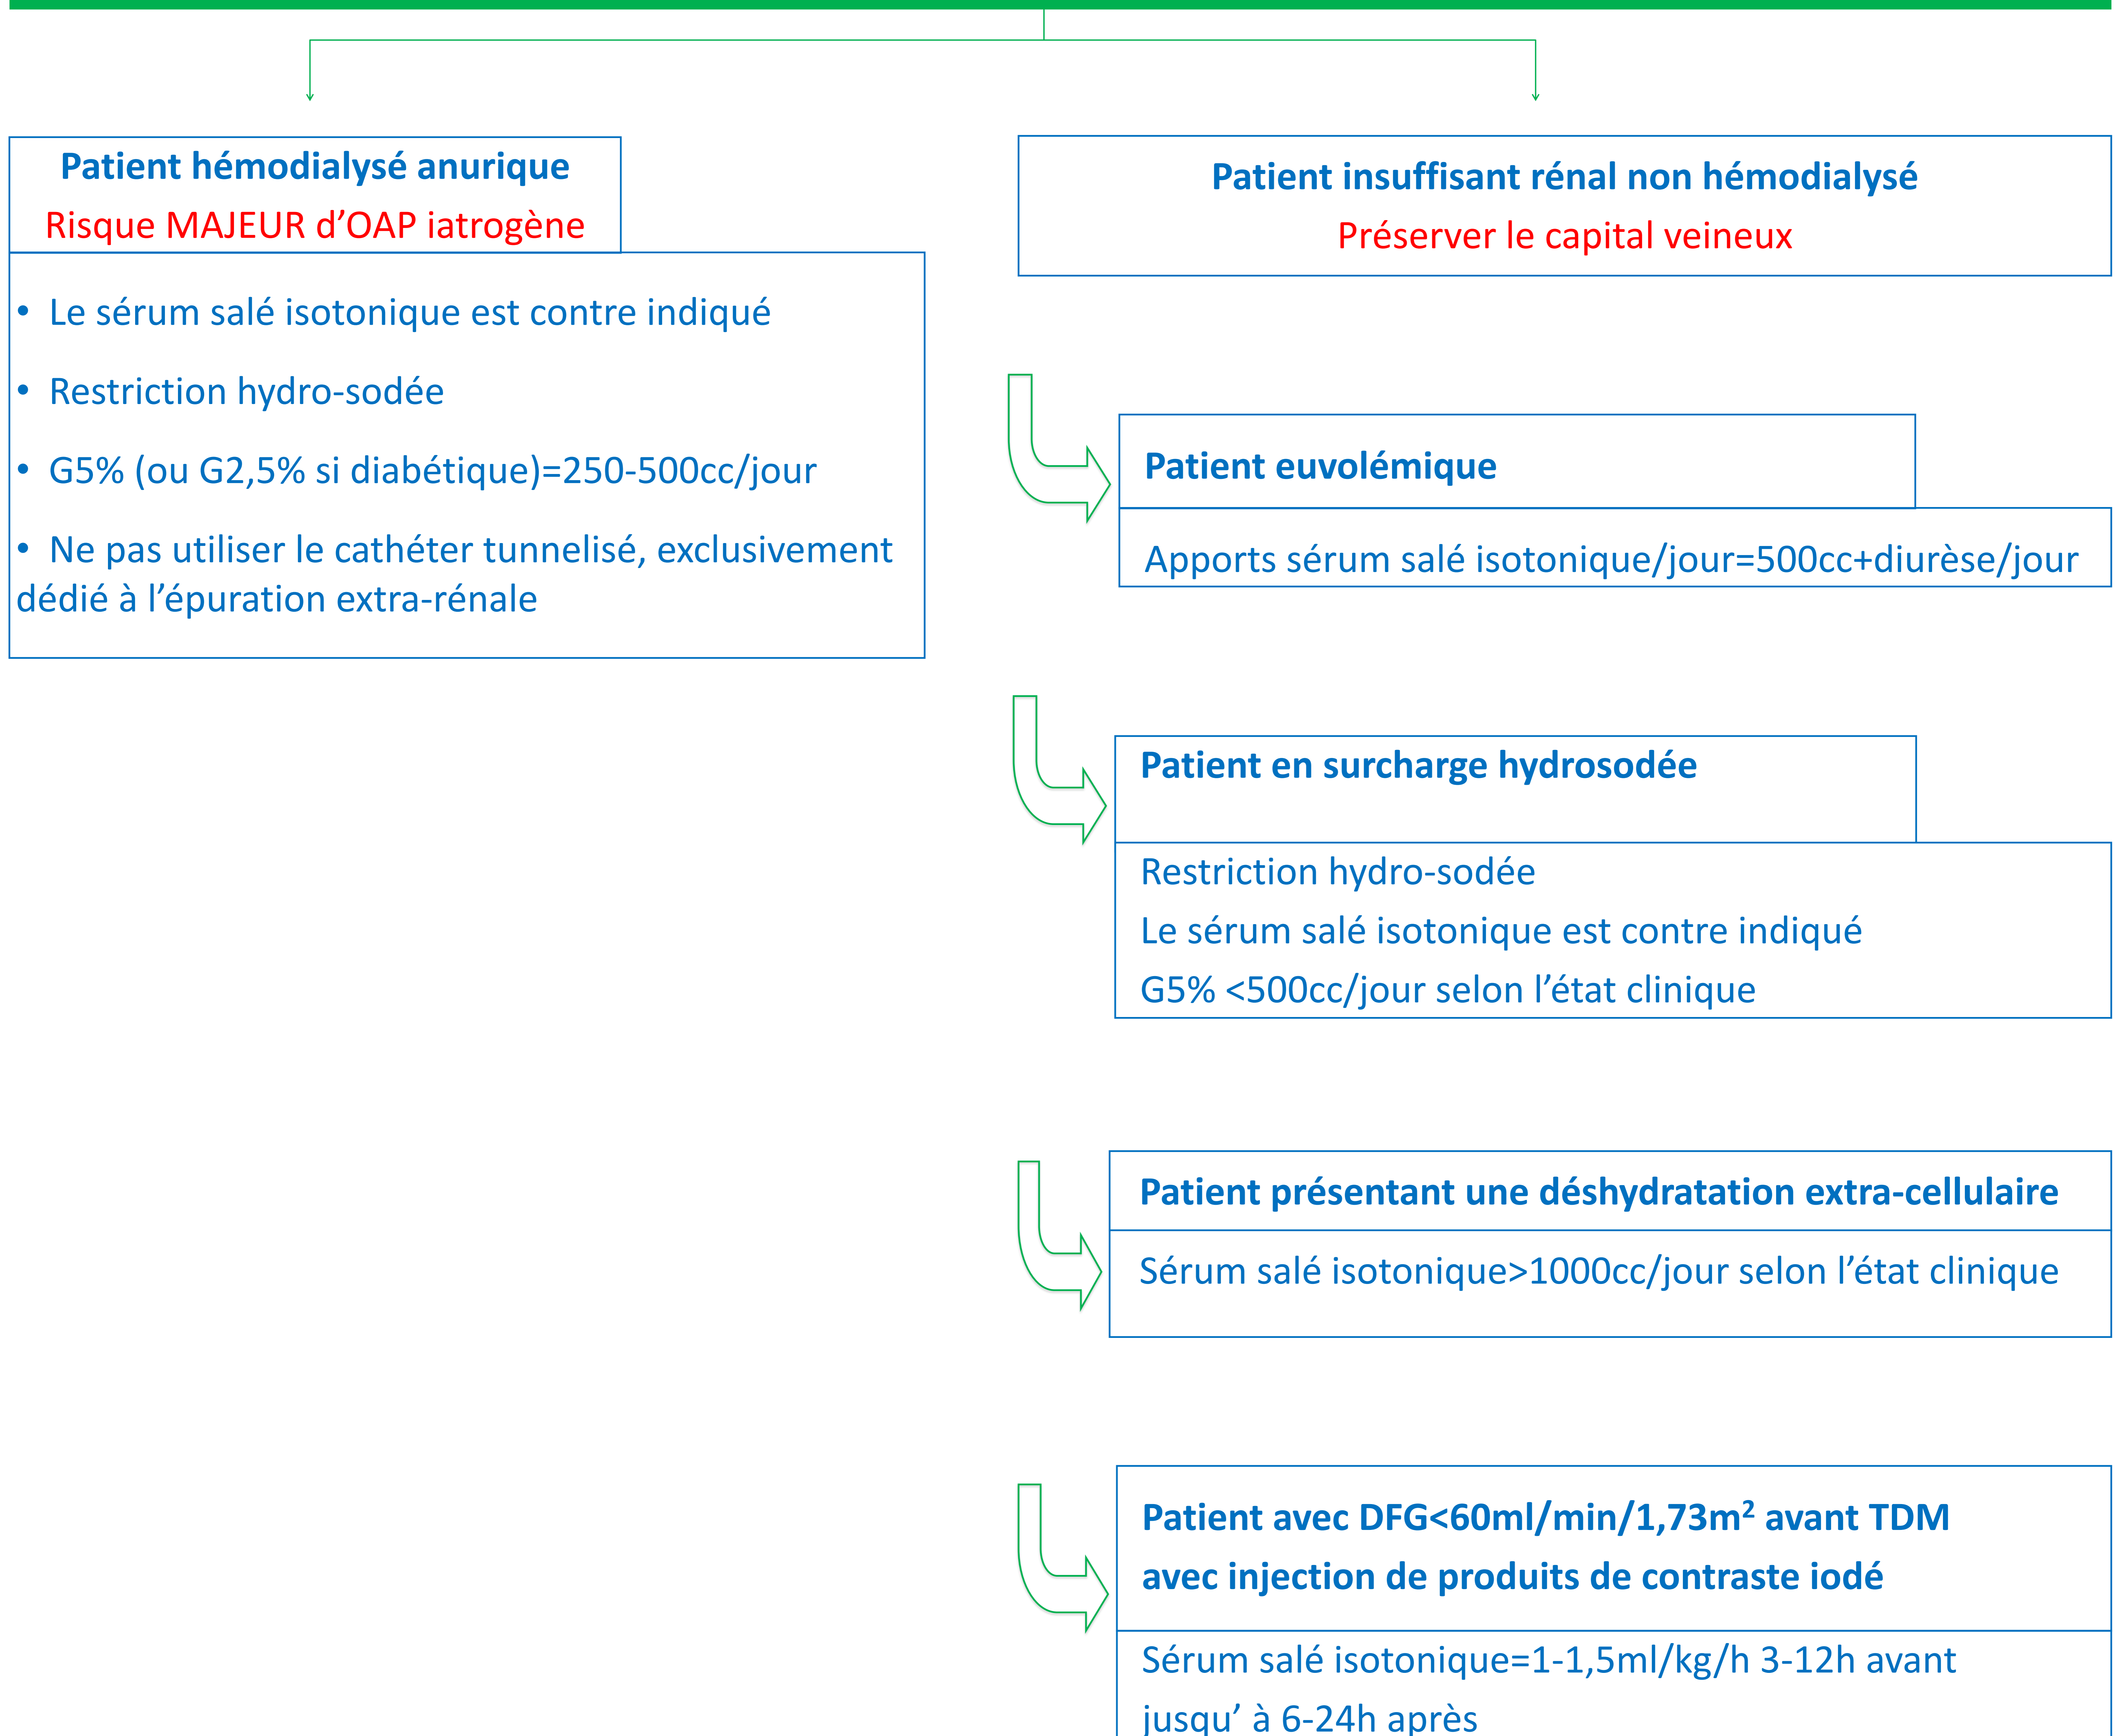 Patient hémodialysé anurique
Risque MAJEUR d’OAP iatrogène
• Le sérum salé isotonique est contre indiqué
• Restriction hydro-sodée
• G5% (ou G2,5% si diabétique)=250-500cc/jour
• Ne pas utiliser le cathéter tunnelisé, exclusivement
dédié à l’épuration extra-rénale
Patient insuffisant rénal non hémodialysé
Préserver le capital veineux
Patient euvolémique
Apports sérum salé isotonique/jour=500cc+diurèse/jour
Patient en surcharge hydrosodée
Restriction hydro-sodée
Le sérum salé isotonique est contre indiqué
G5% <500cc/jour selon l’état clinique
Patient présentant une déshydratation extra-cellulaire
Sérum salé isotonique>1000cc/jour selon l’état clinique
Patient avec DFG<60ml/min/1,73m² avant TDM
avec injection de produits de contraste iodé
Sérum salé isotonique=1-1,5ml/kg/h 3-12h avant
jusqu’ à 6-24h après